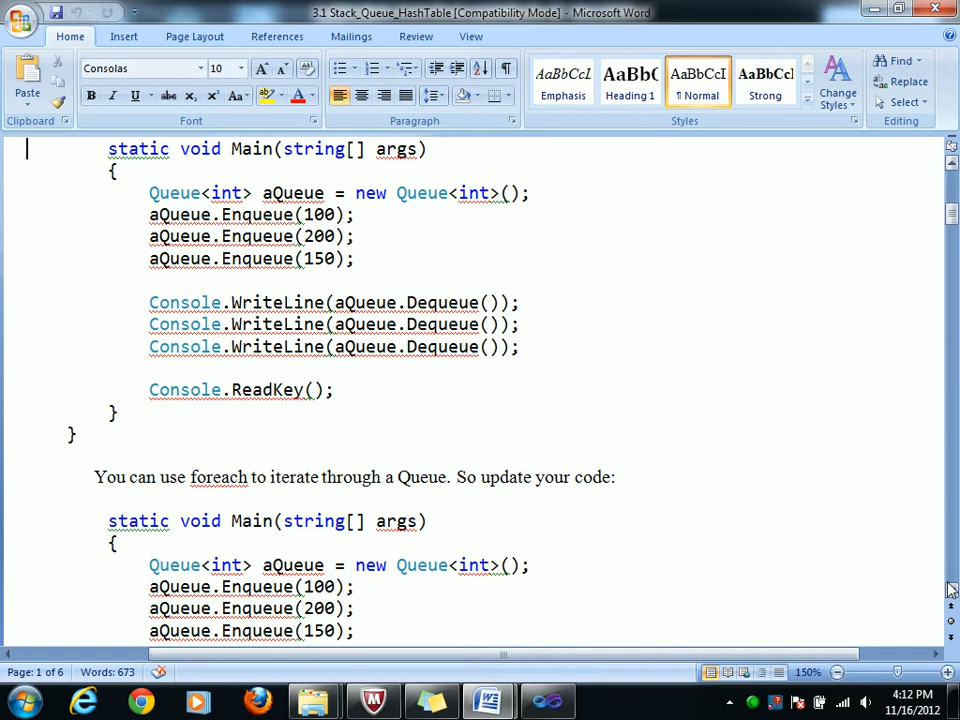 3.1 Stack_Queue_HashTable [Compatibility Mode] - Microsoft Word
Home Insert Page Layout References Mailings Review View
Paste
Consolas 10
B I U abc x₂ x² Aa A
AaBbCcI AaBbC AaBbCcI AaBbCc
Emphasis Heading 1 ¶ Normal Strong
Change Styles
Find
Replace
Select
Clipboard Font Paragraph Styles Editing
static void Main(string[] args)
{
Queue<int> aQueue = new Queue<int>();
aQueue.Enqueue(100);
aQueue.Enqueue(200);
aQueue.Enqueue(150);
Console.WriteLine(aQueue.Dequeue());
Console.WriteLine(aQueue.Dequeue());
Console.WriteLine(aQueue.Dequeue());
Console.ReadKey();
}
}
You can use foreach to iterate through a Queue. So update your code:
static void Main(string[] args)
{
Queue<int> aQueue = new Queue<int>();
aQueue.Enqueue(100);
aQueue.Enqueue(200);
aQueue.Enqueue(150);
Page: 1 of 6 Words: 673 150%
4:12 PM
11/16/2012